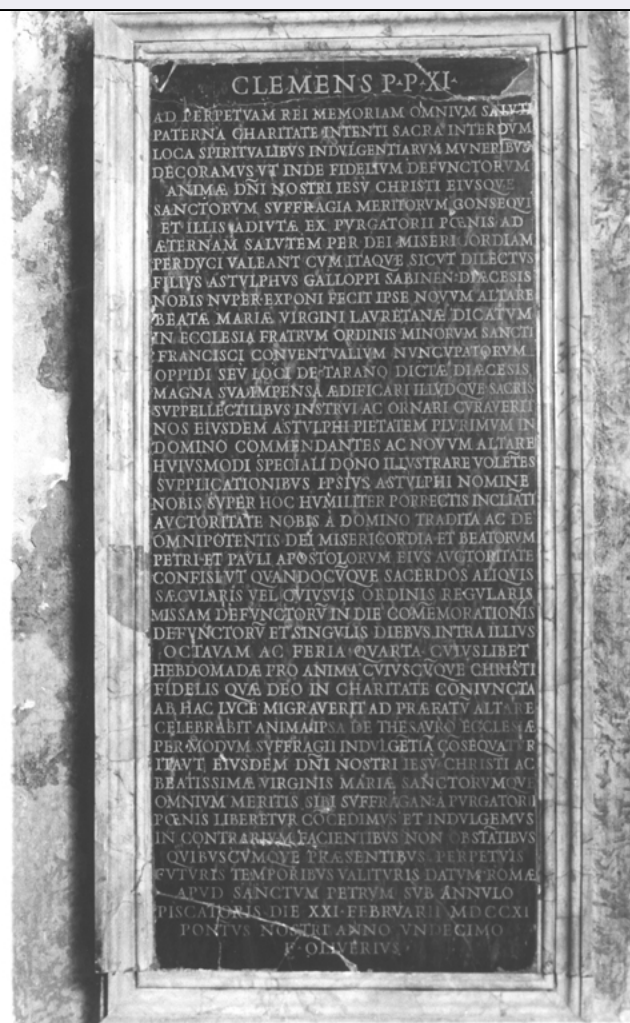 CLEMENS P·P·XI·
AD PERPETVAM REI MEMORIAM OMNIVM SALVTI
PATERNA CHARITATE INTENTI SACRA INTERDVM
LOCA SPIRITVALIBVS INDVLGENTIARVM MVNERIBVS
DECORAMVS VT INDE FIDELIVM DEFVNCTORVM
ANIMÆ DÑI NOSTRI IESV CHRISTI EIVSQVE
SANCTORVM SVFFRAGIA MERITORVM CONSEQVI
ET ILLIS ADIVTÆ EX PVRGATORII PŒNIS AD
ÆTERNAM SALVTEM PER DEI MISERICORDIAM
PERDVCI VALEANT CVM ITAQVE SICVT DILECTVS
FILIVS ASTVLPHVS GALLOPPI SABINEN·DIÆCESIS
NOBIS NVPER EXPONI FECIT IPSE NOVVM ALTARE
BEATÆ MARIÆ VIRGINI LAVRETANÆ DICATVM
IN ECCLESIA FRATRVM ORDINIS MINORVM SANCTI
FRANCISCI CONVENTVALIVM NVNCVPATORVM
OPPIDI SEV LOCI DE TARANO DICTÆ DIÆCESIS
MAGNA SVA IMPENSA ÆDIFICARI ILLVDQVE SACRIS
SVPPELLECTILIBVS INSTRVI AC ORNARI CVRAVERIT
NOS EIVSDEM ASTVLPHI PIETATEM PLVRIMVM IN
DOMINO COMMENDANTES AC NOVVM ALTARE
HVIVSMODI SPECIALI DONO ILLVSTRARE VOLẼTES
SVPPLICATIONIBVS IPSIVS ASTVLPHI NOMINE
NOBIS SVPER HOC HVMILITER PORRECTIS INCLIATI
AVCTORITATE NOBIS A DOMINO TRADITA AC DE
OMNIPOTENTIS DEI MISERICORDIA ET BEATORVM
PETRI ET PAVLI APOSTOLORVM EIVS AVCTORITATE
CONFISI VT QVANDOCV̄QVE SACERDOS ALIQVIS
SÆCVLARIS VEL CVIVSVIS ORDINIS REGVLARIS
MISSAM DEFVNCTORV̄ IN DIE COMEMORATIONIS
DEFVNCTORV̄ ET SINGVLIS DIEBVS INTRA ILLIVS
OCTAVAM AC FERIA QVARTA CVIVSLIBET
HEBDOMADÆ PRO ANIMA CVIVSCV̄QVE CHRISTI
FIDELIS QVÆ DEO IN CHARITATE CONIVNCTA
AB HAC LVCE MIGRAVERIT AD PRÆFATV̄ ALTARE
CELEBRABIT ANIMA IPSA DE THESAVRO ECCLESIÆ
PER MODVM SVFFRAGII INDVLGẼTIA COSEQVATVR
ITAVT EIVSDEM DÑI NOSTRI IESV CHRISTI AC
BEATISSIMÆ VIRGINIS MARIÆ SANCTORVMQVE
OMNIVM MERITIS SIBI A PVRGATORII
PŒNIS LIBERETVR COCEDIMVS ET INDVLGEMVS
IN CONTRARIVM FACIENTIBVS NON OBSTATIBVS
QVIBVSCVMQVE PRÆSENTIBVS PERPETVIS
FVTVRIS TEMPORIBVS VALITVRIS DATVM ROMÆ
APVD SANCTVM PETRVM SVB ANNVLO
PISCATORIS DIE XXI·FEBRVARII MDCCXI
PONTVS NOSTRI ANNO VNDECIMO
F·OLIVERIVS·